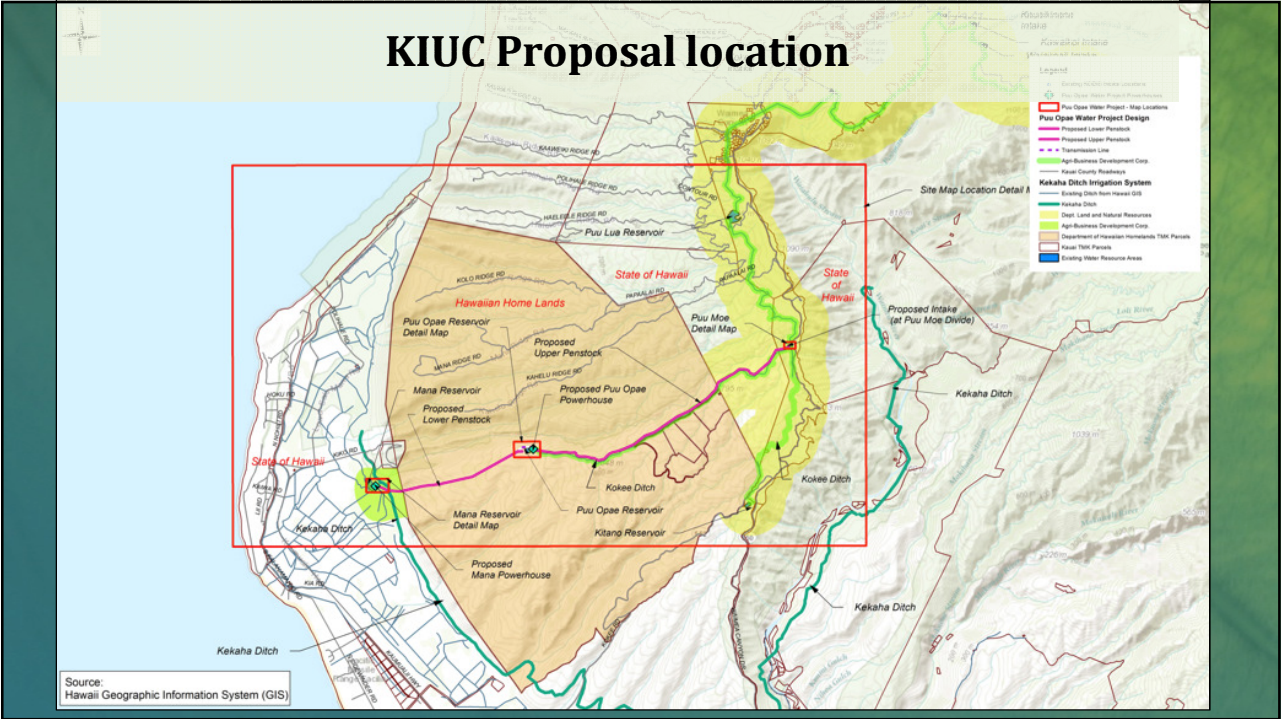 KIUC Proposal location
Legend
Puu Opae Water Project - Map Locations
Puu Opae Water Project Design
Proposed Lower Penstock
Proposed Upper Penstock
Transmission Line
Agri-Business Development Corp.
Kauai County Roadways
Kekaha Ditch Irrigation System
Existing Ditch from Hawaii GIS
Kekaha Ditch
Dept. Land and Natural Resources
Agri-Business Development Corp.
Department of Hawaiian Homelands TMK Parcels
Kauai TMK Parcels
Existing Water Resource Areas
KAAWEIKI RIDGE RD
POLIHALE RIDGE RD
HAELEELE RIDGE RD
CONTOUR RD
Site Map Location Detail M
Puu Lua Reservoir
State of Hawaii
State
of
Hawaii
PAPAALAI RD
PAPAALAI RD
KOLO RIDGE RD
Hawaiian Home Lands
Puu Opae Reservoir
Detail Map
Proposed
Upper Penstock
Puu Moe
Detail Map
Proposed Intake
(at Puu Moe Divide)
MANA RIDGE RD
KAHELU RIDGE RD
Mana Reservoir
Proposed Puu Opae
Powerhouse
Proposed
Lower Penstock
Kekaha Ditch
State of Hawaii
KIKO RD
Kokee Ditch
Kokee Ditch
Puu Opae Reservoir
Mana Reservoir
Detail Map
Kitano Reservoir
Kekaha Ditch
Proposed
Mana Powerhouse
KIA RD
Kekaha Ditch
Kekaha Ditch
Source:
Hawaii Geographic Information System (GIS)